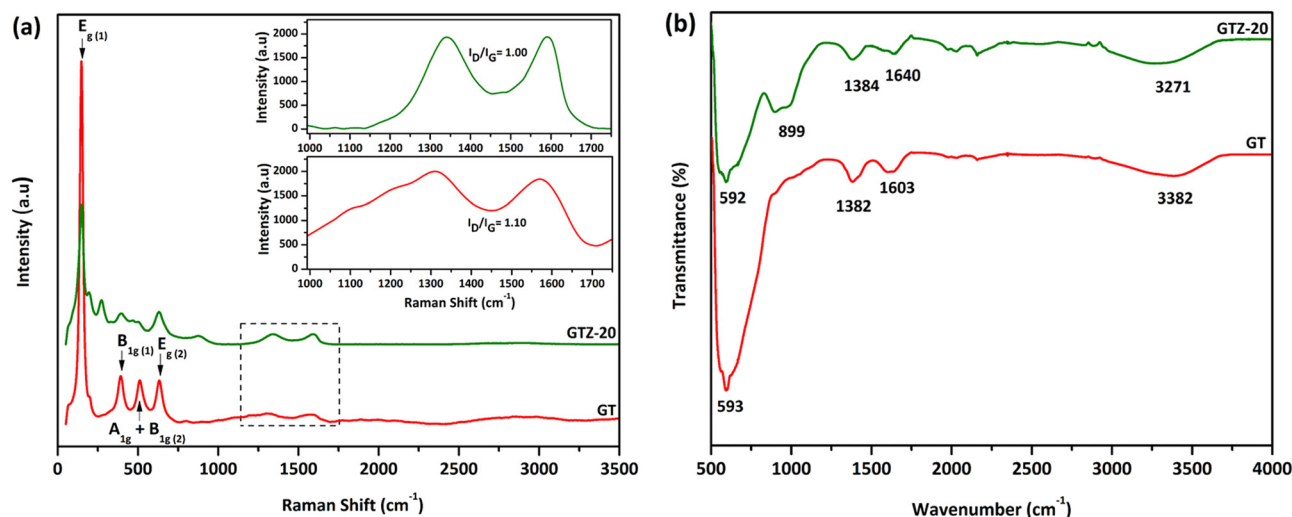 (a)
E g (1)
Intensity (a.u)
2000
1500
1000
500
0
I D /I G = 1.00
1000 1100 1200 1300 1400 1500 1600 1700
Intensity (a.u)
2000
1500
1000
500
0
I D /I G = 1.10
1000 1100 1200 1300 1400 1500 1600 1700
Raman Shift (cm-1)
Intensity (a.u)
GTZ-20
B 1g (1)
E g (2)
GT
A 1g + B 1g (2)
0 500 1000 1500 2000 2500 3000 3500
Raman Shift (cm-1)
(b)
GTZ-20
1384
1640
3271
899
592
GT
1382
1603
3382
593
Transmittance (%)
500 1000 1500 2000 2500 3000 3500 4000
Wavenumber (cm-1)